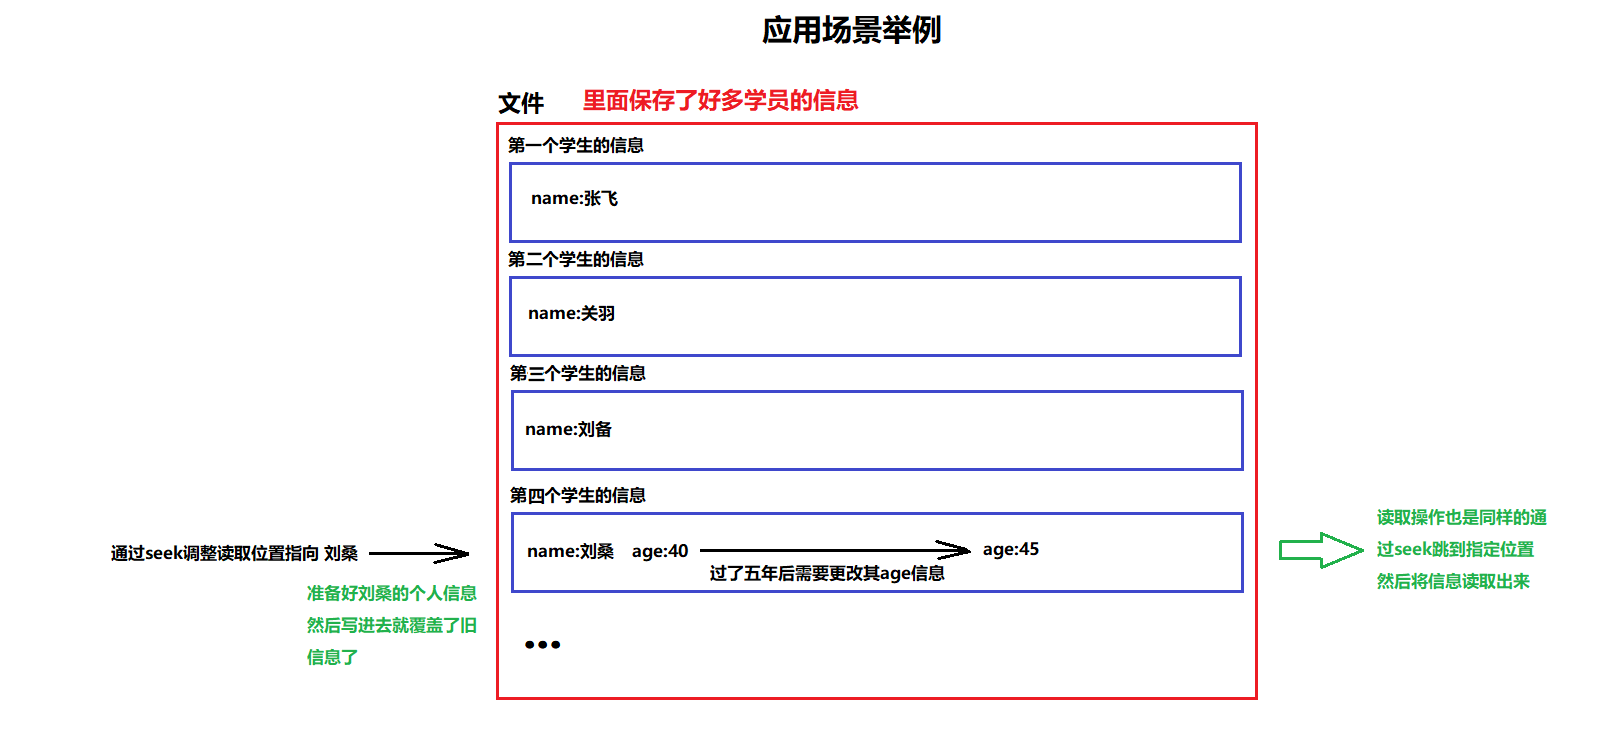 应用场景举例
文件 里面保存了好多学员的信息
第一个学生的信息
name:张飞
第二个学生的信息
name:关羽
第三个学生的信息
name:刘备
第四个学生的信息
通过seek调整读取位置指向 刘桑
name:刘桑 age:40
age:45
过了五年后需要更改其age信息
准备好刘桑的个人信息
然后写进去就覆盖了旧
信息了
读取操作也是同样的通
过seek跳到指定位置
然后将信息读取出来
•••